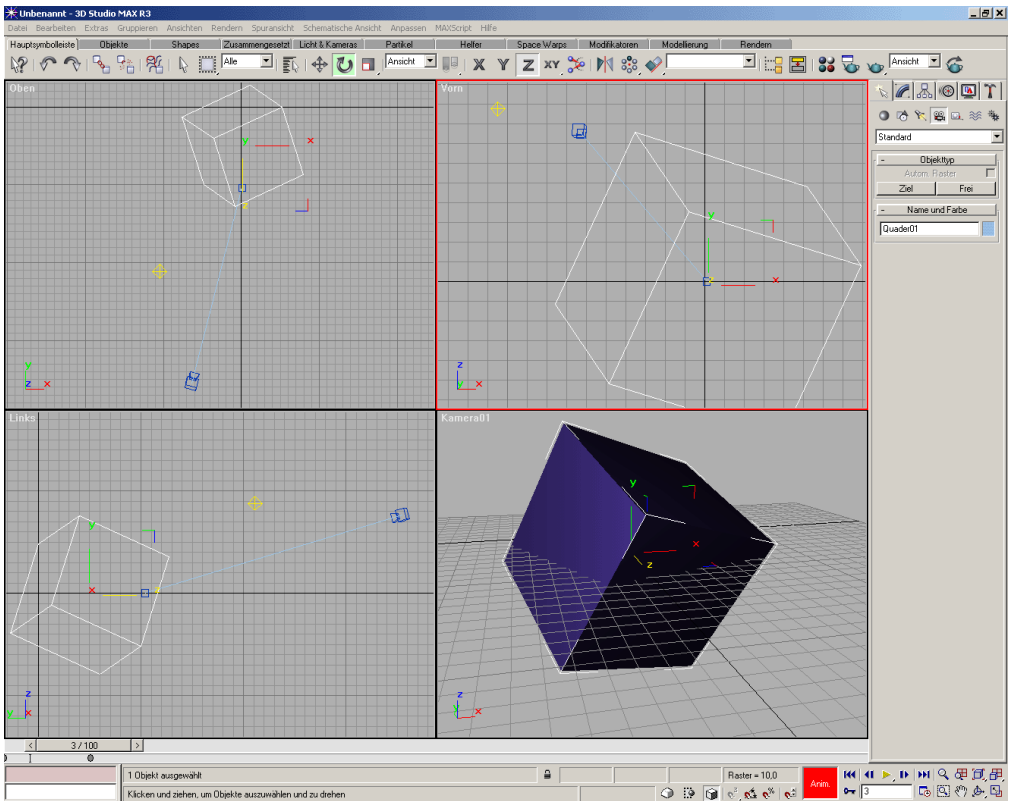 Unbenannt - 3D Studio MAX R3
Datei Bearbeiten Extras Gruppieren Ansichten Rendern Spuransicht Schematische Ansicht Anpassen MAXScript Hilfe
Hauptsymbolleiste Objekte Shapes Zusammengesetzt Licht & Kameras Partikel Helfer Space Warps Modifikatoren Modellierung Rendern
Alle Ansicht X Y Z XY Ansicht
Oben
y
x
z
y
z x
Vorn
y
x
z
y x
Standard
- Objekttyp
Autom. Raster
Ziel Frei
- Name und Farbe
Quader01
Links
y
x
z
y x
Kamera01
y
x
z
z
y x
< 3 / 100 >
1 Objekt ausgewählt
Raster = 10,0
Anim.
Klicken und ziehen, um Objekte auszuwählen und zu drehen
3